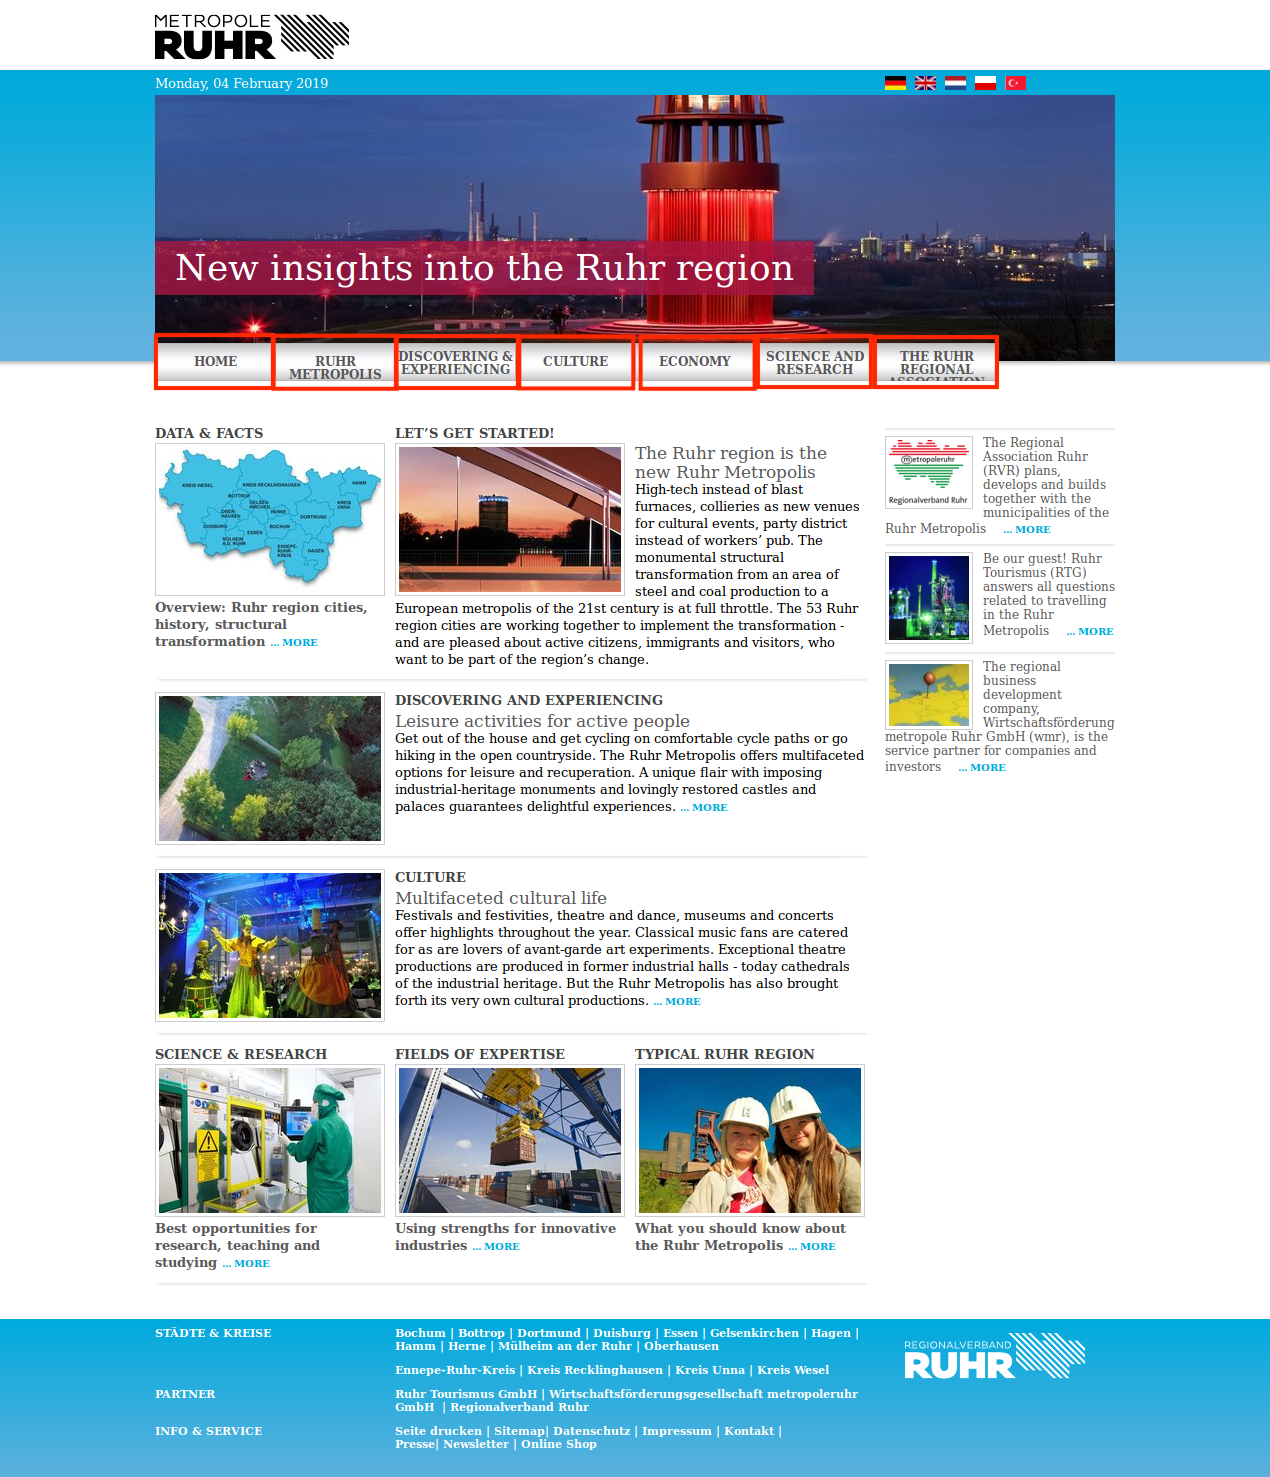 METROPOLE
RUHR
Monday, 04 February 2019
New insights into the Ruhr region
HOME
RUHR
METROPOLIS
DISCOVERING &
EXPERIENCING
CULTURE
ECONOMY
SCIENCE AND
RESEARCH
THE RUHR
REGIONAL
ASSOCIATION
DATA & FACTS
KREIS WESEL
KREIS RECKLINGHAUSEN
HAMM
BOTTROP
OBER-
HAUSEN
GELSEN-
KIRCHEN
HERNE
KREIS
UNNA
DORTMUND
DUISBURG
BOCHUM
ESSEN
MÜLHEIM
A.D. RUHR
ENNEPE-
RUHR-
KREIS
HAGEN
Overview: Ruhr region cities,
history, structural
transformation ... MORE
LET’S GET STARTED!
The Ruhr region is the
new Ruhr Metropolis
High-tech instead of blast
furnaces, collieries as new venues
for cultural events, party district
instead of workers’ pub. The
monumental structural
transformation from an area of
steel and coal production to a
European metropolis of the 21st century is at full throttle. The 53 Ruhr
region cities are working together to implement the transformation -
and are pleased about active citizens, immigrants and visitors, who
want to be part of the region’s change.
DISCOVERING AND EXPERIENCING
Leisure activities for active people
Get out of the house and get cycling on comfortable cycle paths or go
hiking in the open countryside. The Ruhr Metropolis offers multifaceted
options for leisure and recuperation. A unique flair with imposing
industrial-heritage monuments and lovingly restored castles and
palaces guarantees delightful experiences. ... MORE
CULTURE
Multifaceted cultural life
Festivals and festivities, theatre and dance, museums and concerts
offer highlights throughout the year. Classical music fans are catered
for as are lovers of avant-garde art experiments. Exceptional theatre
productions are produced in former industrial halls - today cathedrals
of the industrial heritage. But the Ruhr Metropolis has also brought
forth its very own cultural productions. ... MORE
SCIENCE & RESEARCH
Best opportunities for
research, teaching and
studying ... MORE
FIELDS OF EXPERTISE
Using strengths for innovative
industries ... MORE
TYPICAL RUHR REGION
What you should know about
the Ruhr Metropolis ... MORE
metropoleruhr
Regionalverband Ruhr
The Regional
Association Ruhr
(RVR) plans,
develops and builds
together with the
municipalities of the
Ruhr Metropolis ... MORE
Be our guest! Ruhr
Tourismus (RTG)
answers all questions
related to travelling
in the Ruhr
Metropolis ... MORE
The regional
business
development
company,
Wirtschaftsförderung
metropole Ruhr GmbH (wmr), is the
service partner for companies and
investors ... MORE
STÄDTE & KREISE
Bochum | Bottrop | Dortmund | Duisburg | Essen | Gelsenkirchen | Hagen |
Hamm | Herne | Mülheim an der Ruhr | Oberhausen
Ennepe-Ruhr-Kreis | Kreis Recklinghausen | Kreis Unna | Kreis Wesel
PARTNER
Ruhr Tourismus GmbH | Wirtschaftsförderungsgesellschaft metropoleruhr
GmbH | Regionalverband Ruhr
INFO & SERVICE
Seite drucken | Sitemap| Datenschutz | Impressum | Kontakt |
Presse| Newsletter | Online Shop
REGIONALVERBAND
RUHR